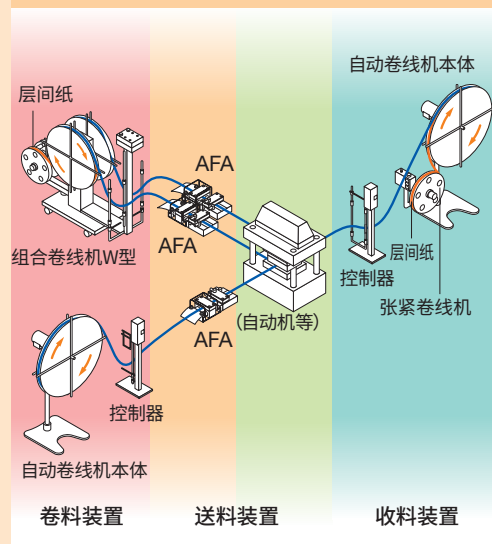 自动卷线机本体
层间纸
AFA
组合卷线机W型
AFA
层间纸
控制器
张紧卷线机
(自动机等)
AFA
控制器
自动卷线机本体
卷料装置
送料装置
收料装置